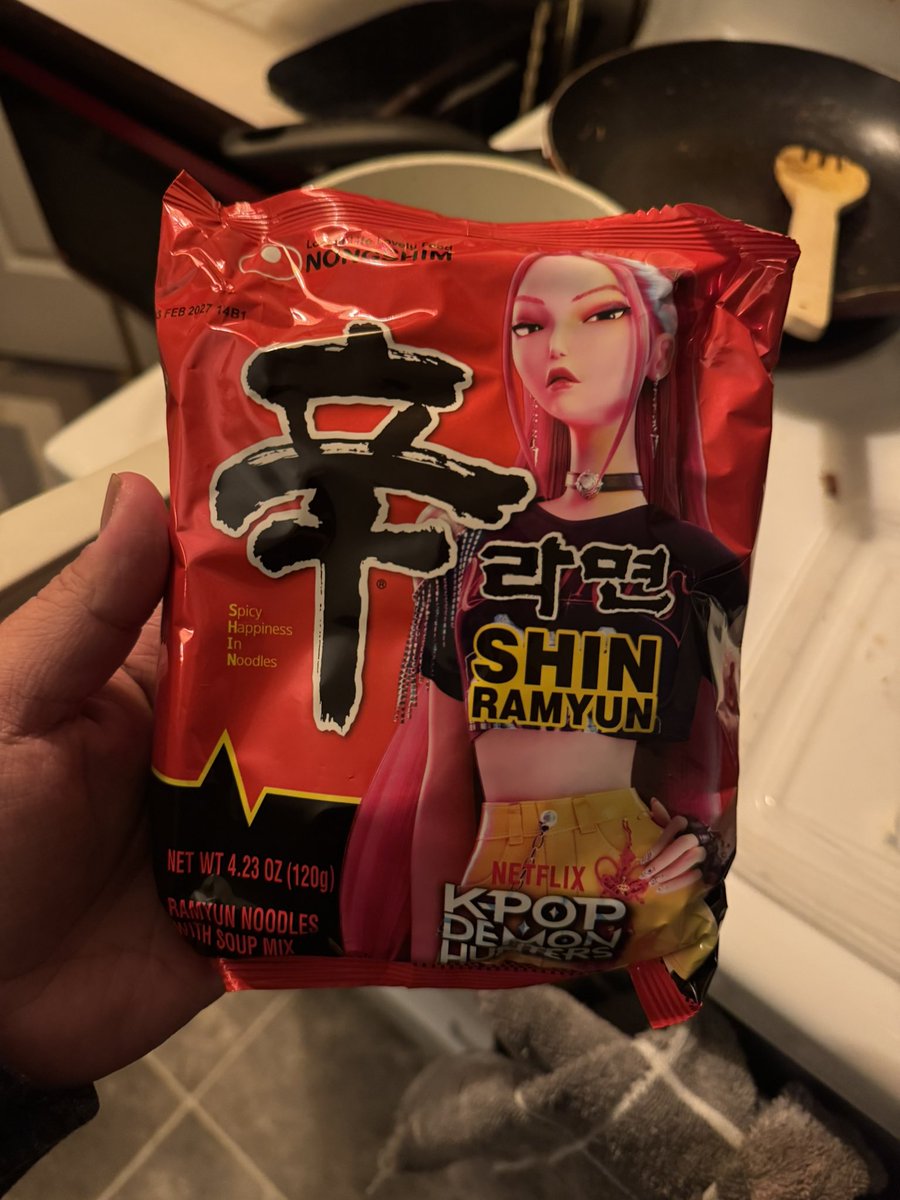 NONGSHIM
FEB 2027 14B1
辛
®
라면
SHIN
RAMYUN
Spicy
Happiness
In
Noodles
NET WT 4.23 OZ (120g)
RAMYUN NOODLES
WITH SOUP MIX
NETFLIX
K-POP
DEMON
HUNTERS